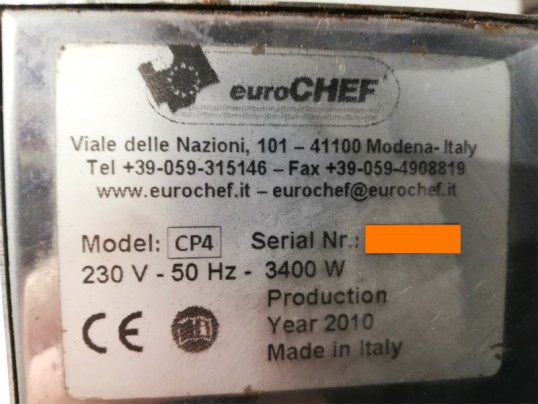 euroCHEF
Viale delle Nazioni, 101 – 41100 Modena- Italy
Tel +39-059-315146 – Fax +39-059-4908819
www.eurochef.it – eurochef@eurochef.it
Model: CP4 Serial Nr.:
230 V - 50 Hz - 3400 W
Production
Year 2010
CE
Made in Italy